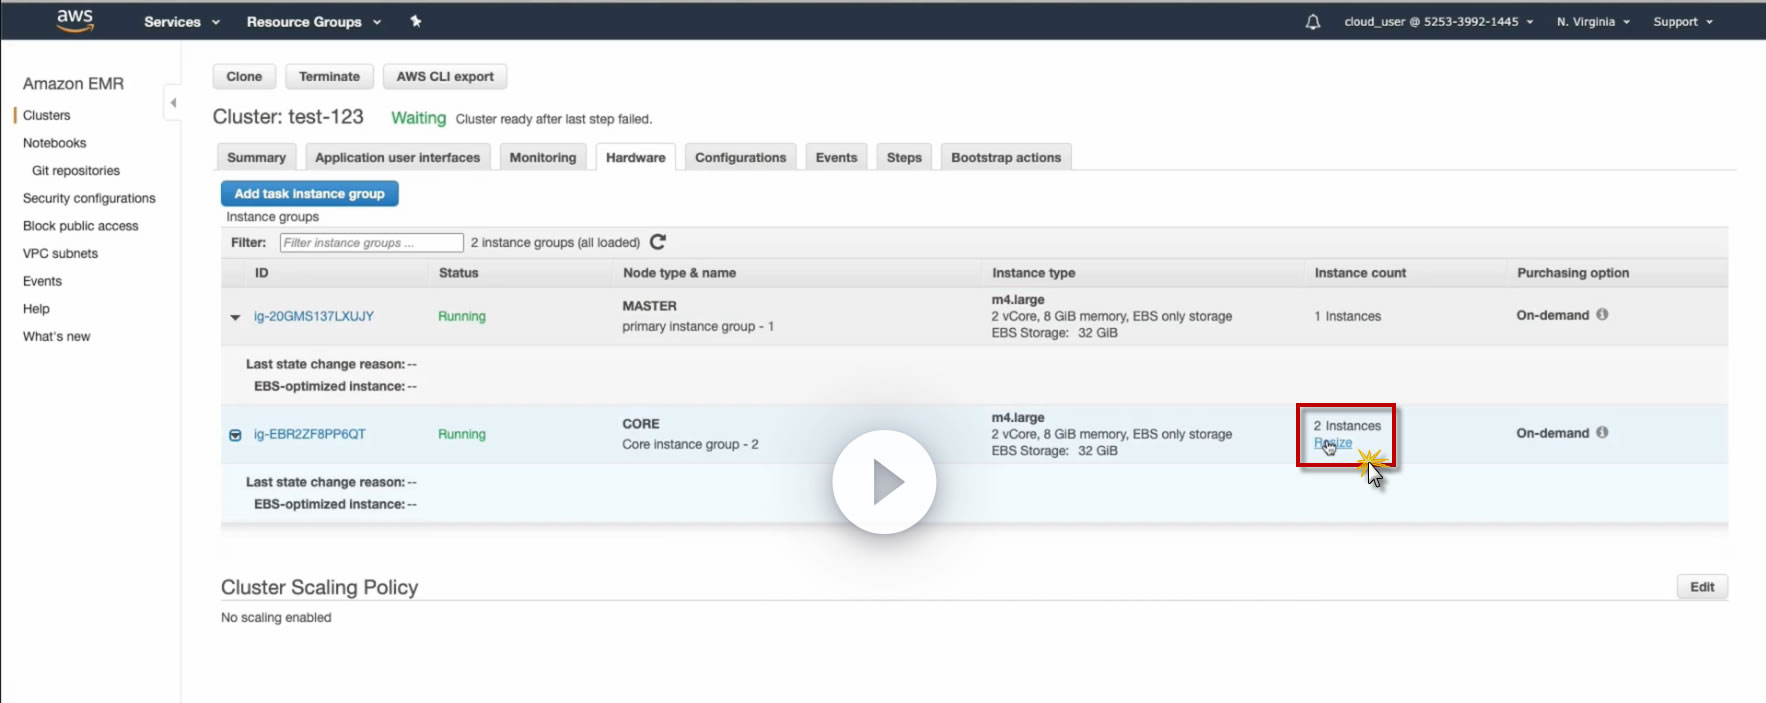 aws Services Resource Groups cloud_user @ 5253-3992-1445 N. Virginia Support
Amazon EMR
Clusters
Notebooks
Git repositories
Security configurations
Block public access
VPC subnets
Events
Help
What's new
Clone Terminate AWS CLI export
Cluster: test-123 Waiting Cluster ready after last step failed.
Summary Application user interfaces Monitoring Hardware Configurations Events Steps Bootstrap actions
Add task instance group
Instance groups
Filter: Filter instance groups ... 2 instance groups (all loaded)
ID Status Node type & name Instance type Instance count Purchasing option
ig-20GMS137LXUJY Running MASTER
primary instance group - 1
m4.large
2 vCore, 8 GiB memory, EBS only storage
EBS Storage: 32 GiB
1 Instances On-demand
Last state change reason: --
EBS-optimized instance: --
ig-EBR2ZF8PP6QT Running CORE
Core instance group - 2
m4.large
2 vCore, 8 GiB memory, EBS only storage
EBS Storage: 32 GiB
2 Instances
Resize
On-demand
Last state change reason: --
EBS-optimized instance: --
Cluster Scaling Policy Edit
No scaling enabled